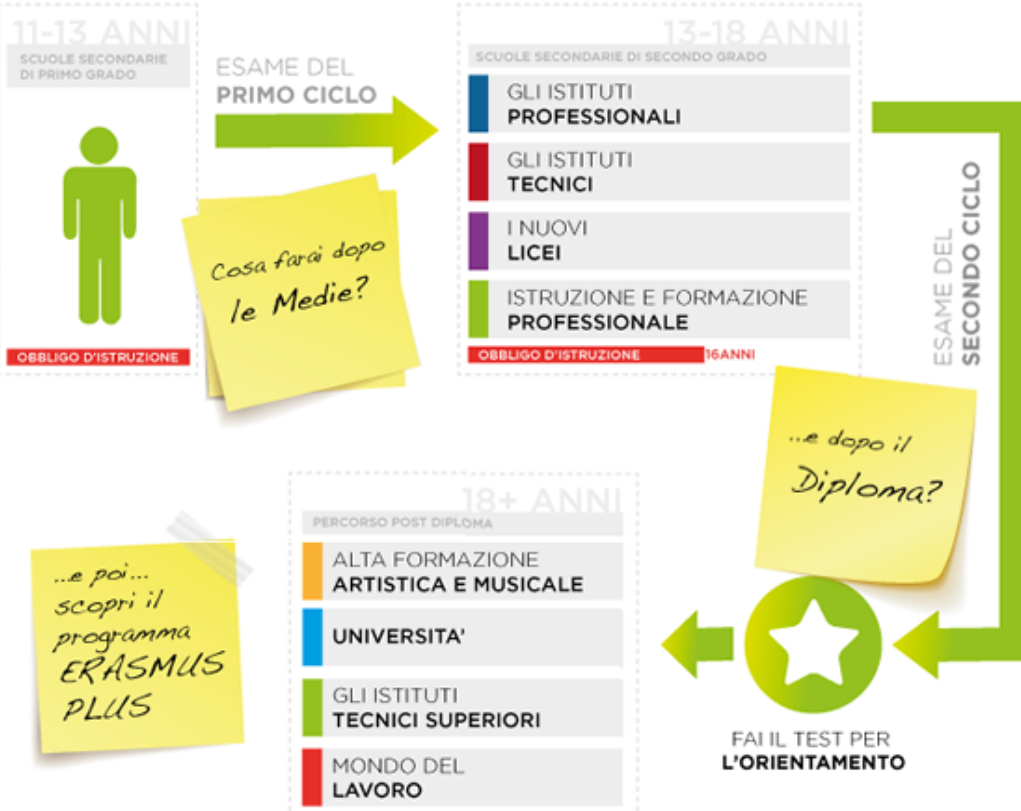 11-13 ANNI
SCUOLE SECONDARIE
DI PRIMO GRADO
OBBLIGO D'ISTRUZIONE
ESAME DEL
PRIMO CICLO
Cosa farai dopo
le Medie?
13-18 ANNI
SCUOLE SECONDARIE DI SECONDO GRADO
GLI ISTITUTI
PROFESSIONALI
GLI ISTITUTI
TECNICI
I NUOVI
LICEI
ISTRUZIONE E FORMAZIONE
PROFESSIONALE
OBBLIGO D'ISTRUZIONE 16ANNI
ESAME DEL
SECONDO CICLO
...e dopo il
Diploma?
FAI IL TEST PER
L'ORIENTAMENTO
18+ ANNI
PERCORSO POST DIPLOMA
ALTA FORMAZIONE
ARTISTICA E MUSICALE
UNIVERSITA'
GLI ISTITUTI
TECNICI SUPERIORI
MONDO DEL
LAVORO
...e poi...
scopri il
programma
ERASMUS
PLUS